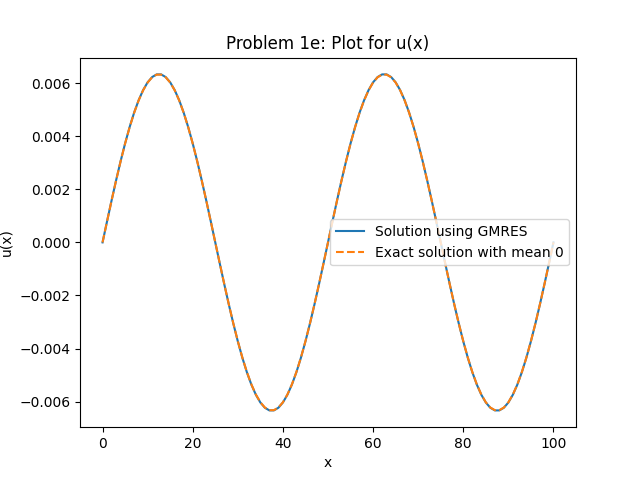 Problem 1e: Plot for u(x)
0.006
0.004
0.002
0.000
−0.002
−0.004
−0.006
u(x)
Solution using GMRES
Exact solution with mean 0
0 20 40 60 80 100
x